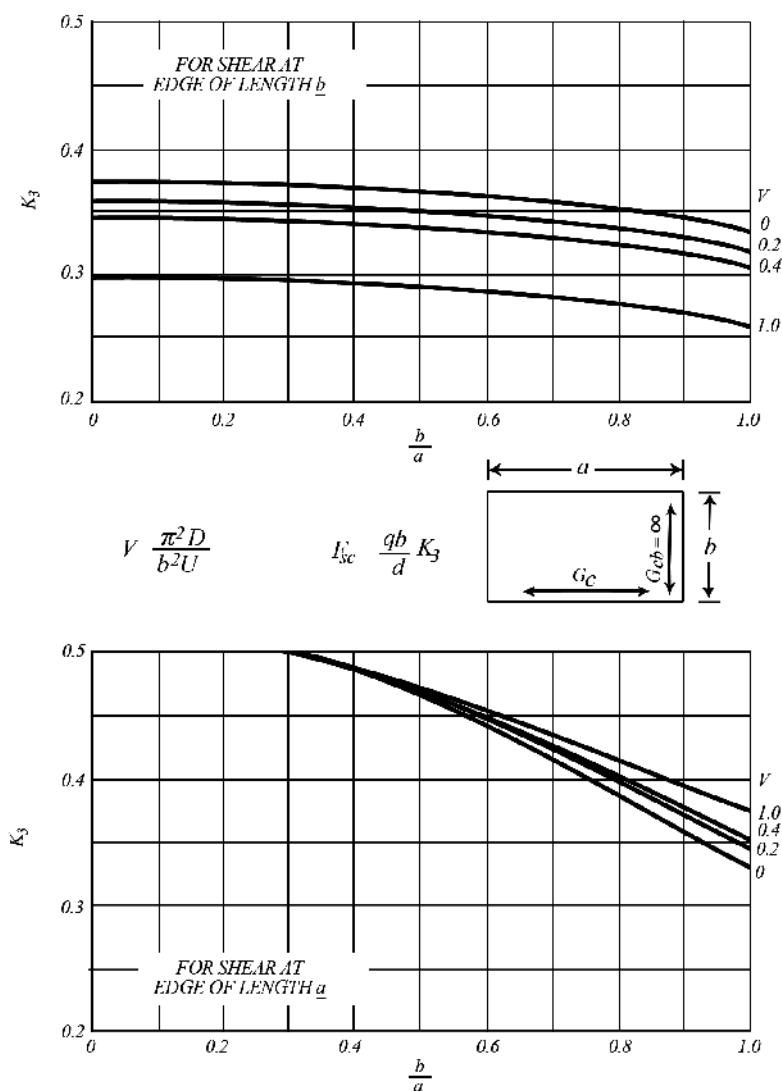 0.5
FOR SHEAR AT
EDGE OF LENGTH b
0.4
K3
V
0
0.2
0.3
0.4
1.0
0.2
0 0.2 0.4 0.6 0.8 1.0
b/a
a
V π²D/b²U
Fsc qb/d K3
Gc
Gcb = ∞
b
0.5
0.4
V
1.0
K3
0.4
0.2
0
0.3
FOR SHEAR AT
EDGE OF LENGTH a
0.2
0 0.2 0.4 0.6 0.8 1.0
b/a